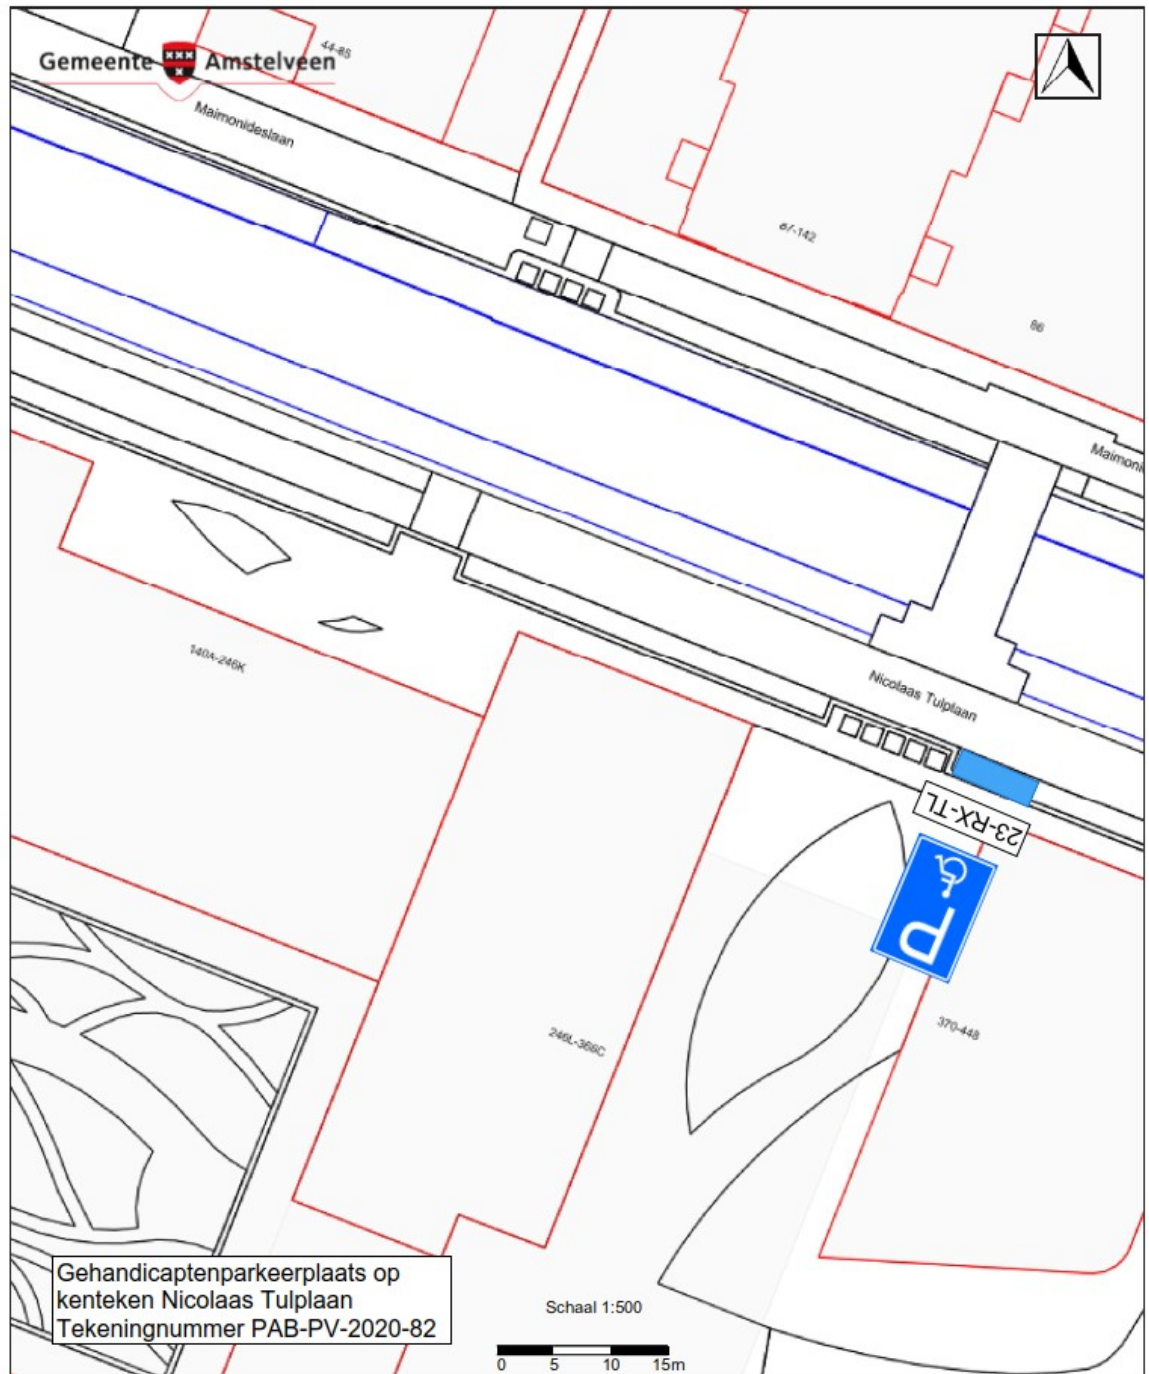 Gemeente Amstelveen
44-85
Maimonideslaan
87-142
86
Maimoni
140A-246K
Nicolaas Tulplaan
23-RX-TL
P
246L-366C
370-448
Gehandicaptenparkeerplaats op
kenteken Nicolaas Tulplaan
Tekeningnummer PAB-PV-2020-82
Schaal 1:500
0 5 10 15m